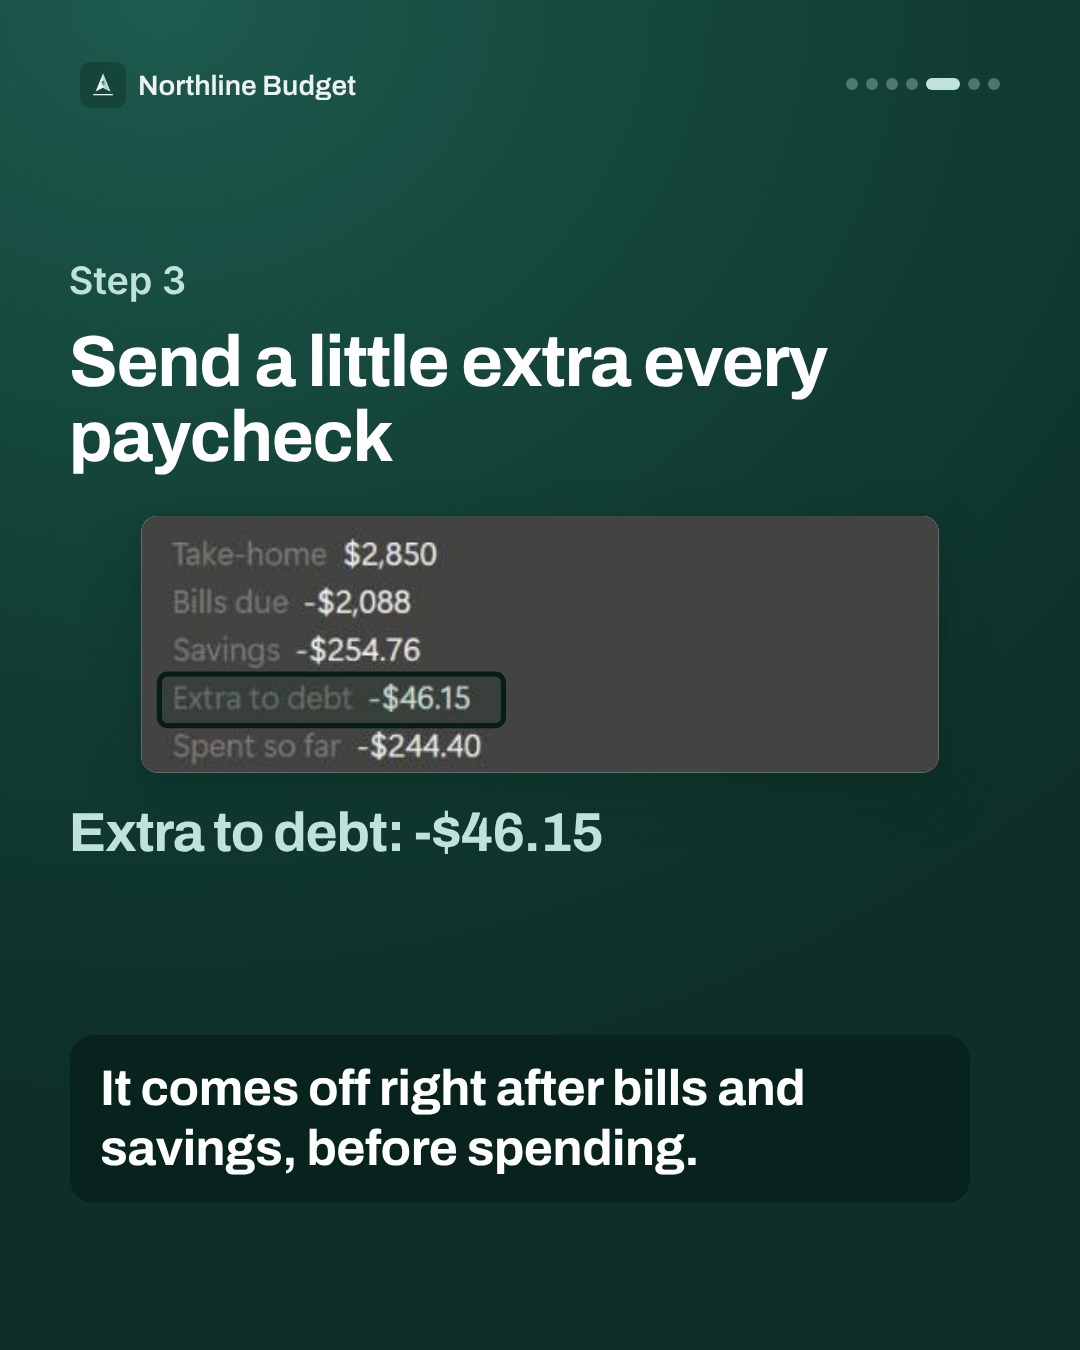 Northline Budget
Step 3
Send a little extra every
paycheck
Take-home $2,850
Bills due -$2,088
Savings -$254.76
Extra to debt -$46.15
Spent so far -$244.40
Extra to debt: -$46.15
It comes off right after bills and
savings, before spending.